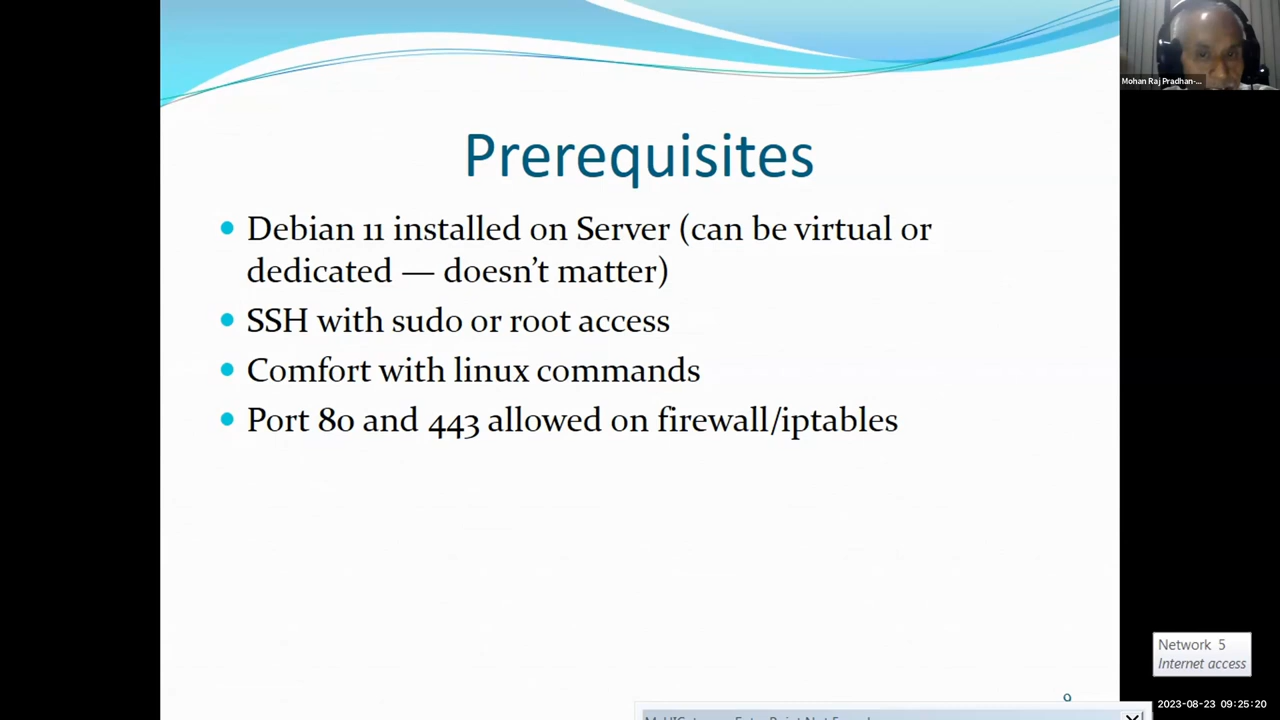 Mohan Raj Pradhan-...
Prerequisites
Debian 11 installed on Server (can be virtual or
dedicated — doesn't matter)
SSH with sudo or root access
Comfort with linux commands
Port 80 and 443 allowed on firewall/iptables
Network 5
Internet access
9
2023-08-23 09:25:20